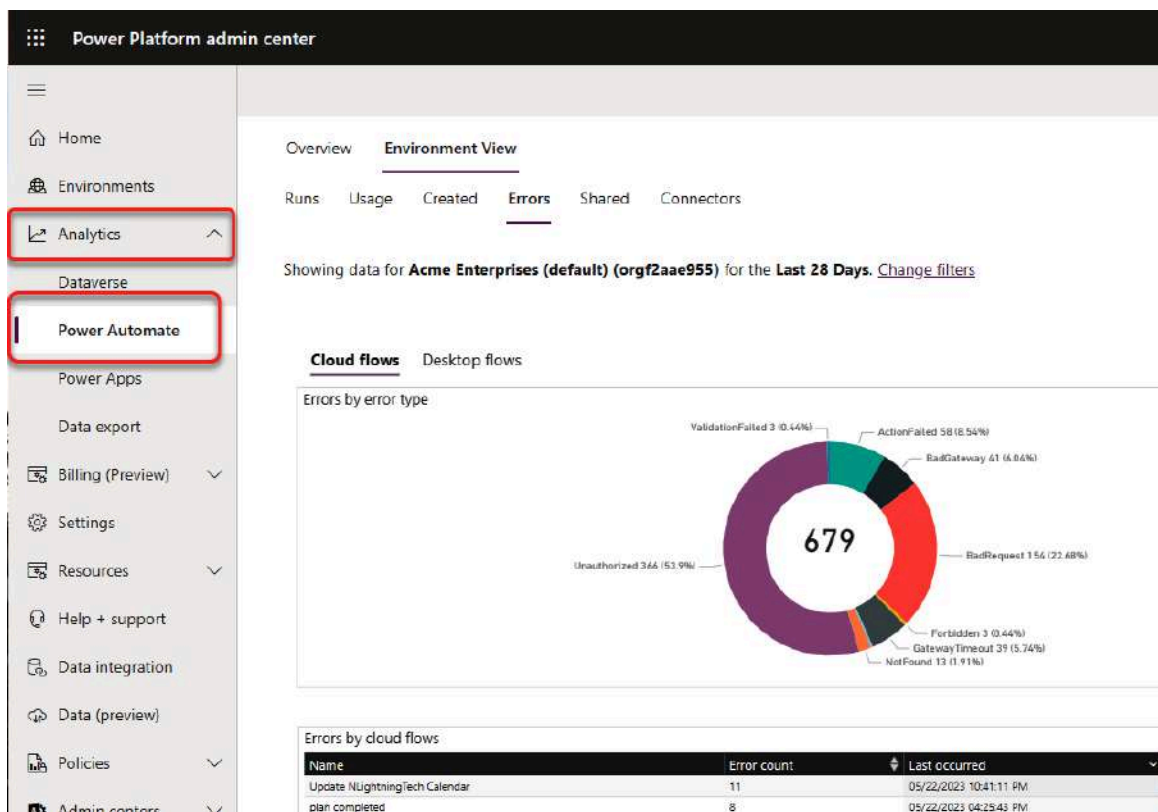 Power Platform admin center
Home
Environments
Analytics
Dataverse
Power Automate
Power Apps
Data export
Billing (Preview)
Settings
Resources
Help + support
Data integration
Data (preview)
Policies
Admin centers
Overview Environment View
Runs Usage Created Errors Shared Connectors
Showing data for Acme Enterprises (default) (orgf2aae955) for the Last 28 Days. Change filters
Cloud flows Desktop flows
Errors by error type
ValidationFailed 3 (0.44%)
ActionFailed 58 (8.54%)
BadGateway 41 (6.04%)
679
BadRequest 154 (22.68%)
Unauthorized 366 (53.9%)
Forbidden 3 (0.44%)
GatewayTimeout 39 (5.74%)
NotFound 13 (1.91%)
Errors by cloud flows
Name Error count Last occurred
Update NLightningTech Calendar 11 05/22/2023 10:41:11 PM
plan completed 8 05/22/2023 04:25:43 PM